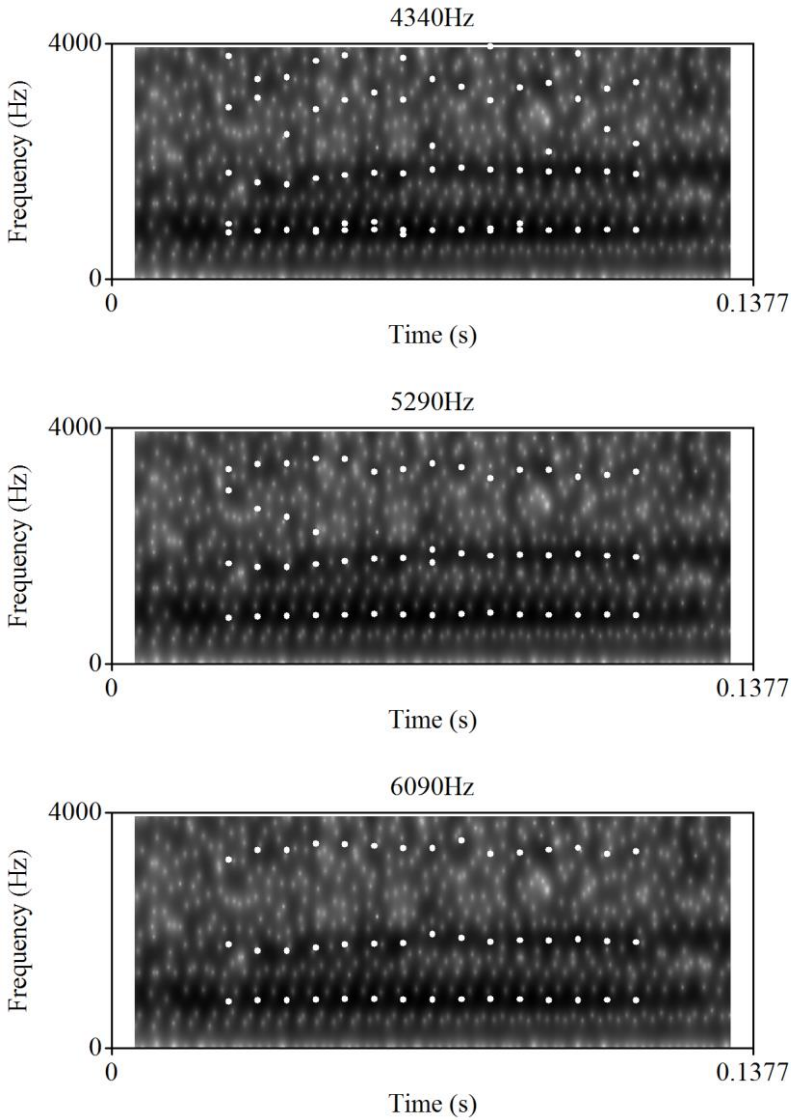 4340Hz
4000
Frequency (Hz)
0
0 0.1377
Time (s)
5290Hz
4000
Frequency (Hz)
0
0 0.1377
Time (s)
6090Hz
4000
Frequency (Hz)
0
0 0.1377
Time (s)